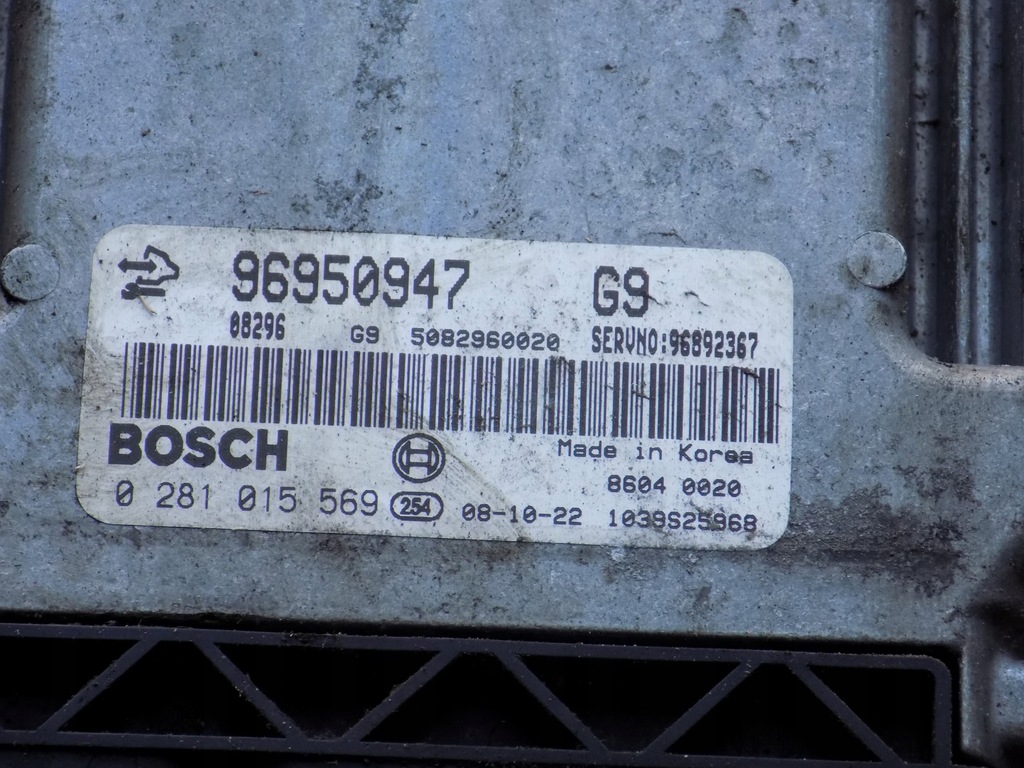 96950947 G9
08296 G9 5082960020 SERVNO:96892367
BOSCH
Made in Korea
8604 0020
0 281 015 569 254 08-10-22 1039S25968